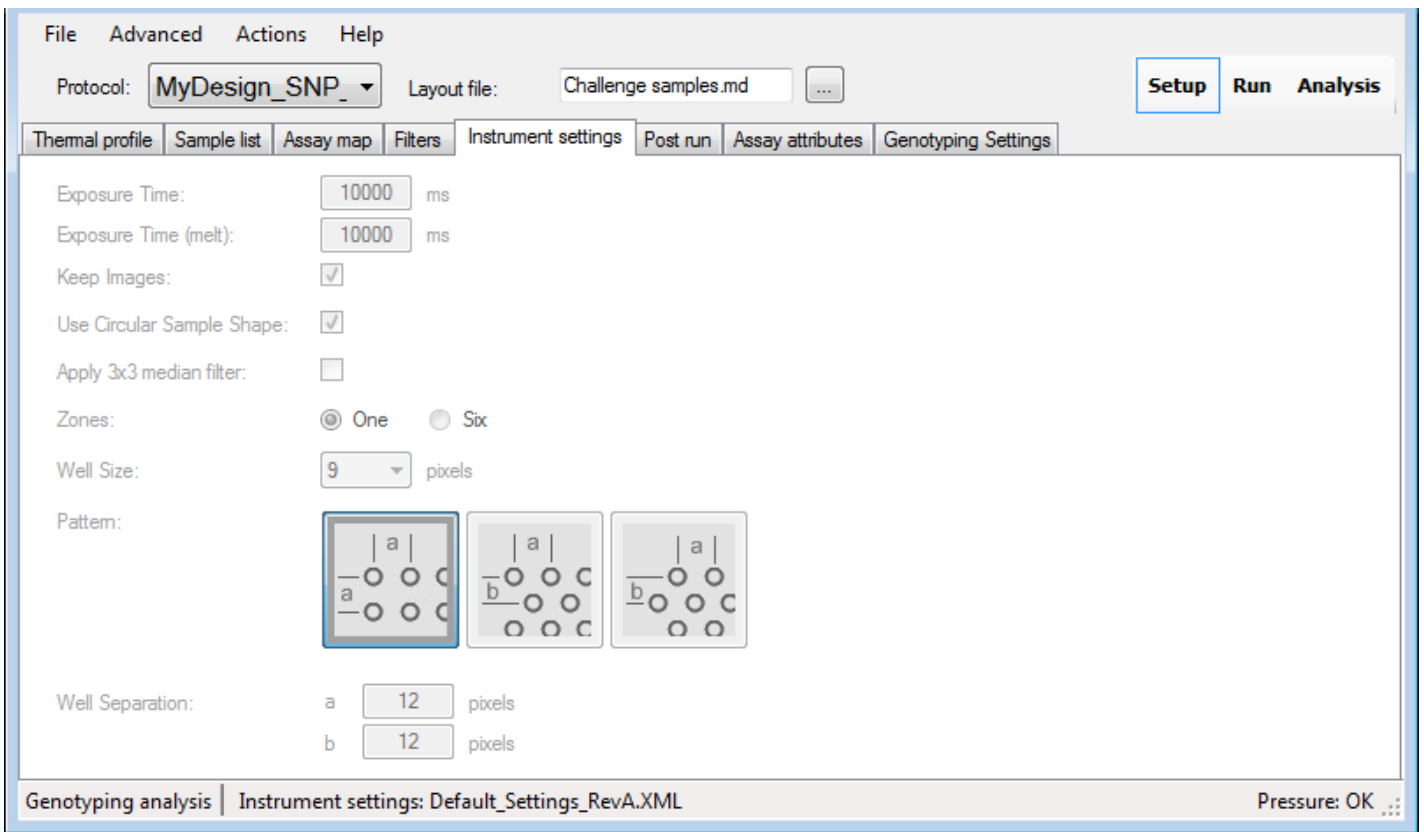 File Advanced Actions Help
Protocol: MyDesign_SNP_ Layout file: Challenge samples.md ... Setup Run Analysis
Thermal profile Sample list Assay map Filters Instrument settings Post run Assay attributes Genotyping Settings
Exposure Time: 10000 ms
Exposure Time (melt): 10000 ms
Keep Images:
Use Circular Sample Shape:
Apply 3x3 median filter:
Zones: One Six
Well Size: 9 pixels
Pattern:
a a a
a b b
Well Separation: a 12 pixels
b 12 pixels
Genotyping analysis Instrument settings: Default_Settings_RevA.XML Pressure: OK